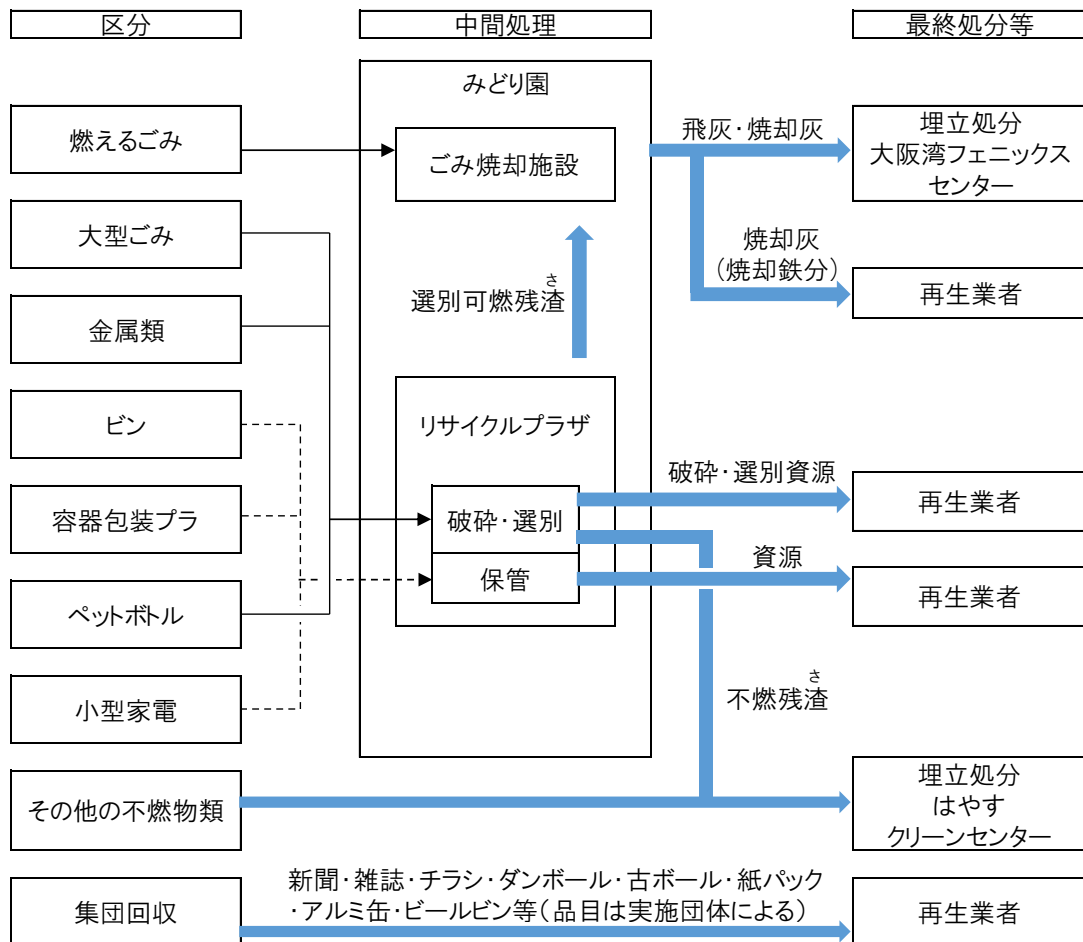 区分
中間処理
最終処分等
みどり園
燃えるごみ
ごみ焼却施設
飛灰・焼却灰
埋立処分
大阪湾フェニックス
センター
大型ごみ
焼却灰
(焼却鉄分)
再生業者
選別可燃残渣
さ
金属類
ビン
リサイクルプラザ
破砕・選別資源
再生業者
容器包装プラ
破砕・選別
資源
保管
再生業者
ペットボトル
さ
不燃残渣
小型家電
その他の不燃物類
埋立処分
はやす
クリーンセンター
新聞・雑誌・チラシ・ダンボール・古ボール・紙パック
・アルミ缶・ビールビン等(品目は実施団体による)
集団回収
再生業者